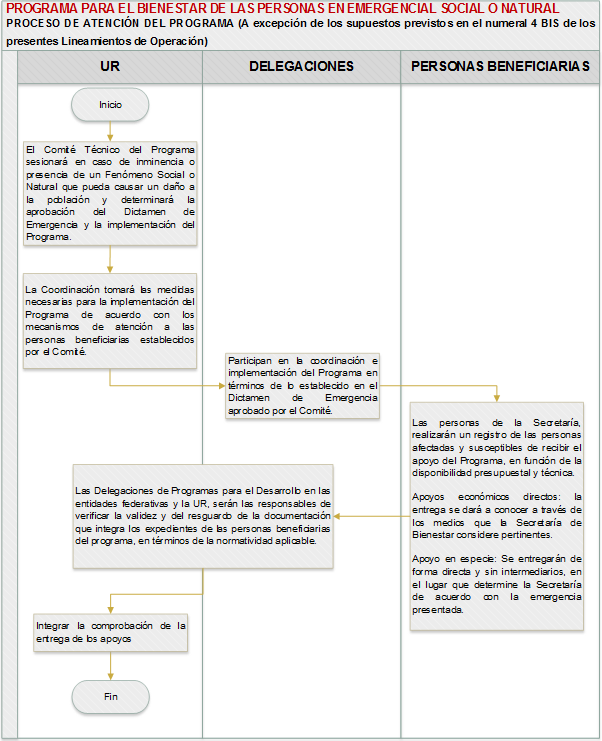 PROGRAMA PARA EL BIENESTAR DE LAS PERSONAS EN EMERGENCIAL SOCIAL O NATURAL
PROCESO DE ATENCIÓN DEL PROGRAMA (A excepción de los supuestos previstos en el numeral 4 BIS de los
presentes Lineamientos de Operación)
UR
DELEGACIONES
PERSONAS BENEFICIARIAS
Inicio
El Comité Técnico del Programa
sesionará en caso de inminencia o
presencia de un Fenómeno Social o
Natural que pueda causar un daño a
la población y determinará la
aprobación del Dictamen de
Emergencia y la implementación del
Programa.
La Coordinación tomará las medidas
necesarias para la implementación del
Programa de acuerdo con los
mecanismos de atención a las
personas beneficiarias establecidos
por el Comité.
Participan en la coordinación e
implementación del Programa en
términos de lo establecido en el
Dictamen de Emergencia
aprobado por el Comité.
Las personas de la Secretaría,
realizarán un registro de las personas
afectadas y susceptibles de recibir el
apoyo del Programa, en función de la
disponibilidad presupuestal y técnica.
Apoyos económicos directos: la
entrega se dará a conocer a través de
los medios que la Secretaría de
Bienestar considere pertinentes.
Apoyo en especie: Se entregarán de
forma directa y sin intermediarios, en
el lugar que determine la Secretaría
de acuerdo con la emergencia
presentada.
Las Delegaciones de Programas para el Desarrollo en las
entidades federativas y la UR, serán las responsables de
verificar la validez y del resguardo de la documentación
que integra los expedientes de las personas beneficiarias
del programa, en términos de la normatividad aplicable.
Integrar la comprobación de la
entrega de los apoyos
Fin